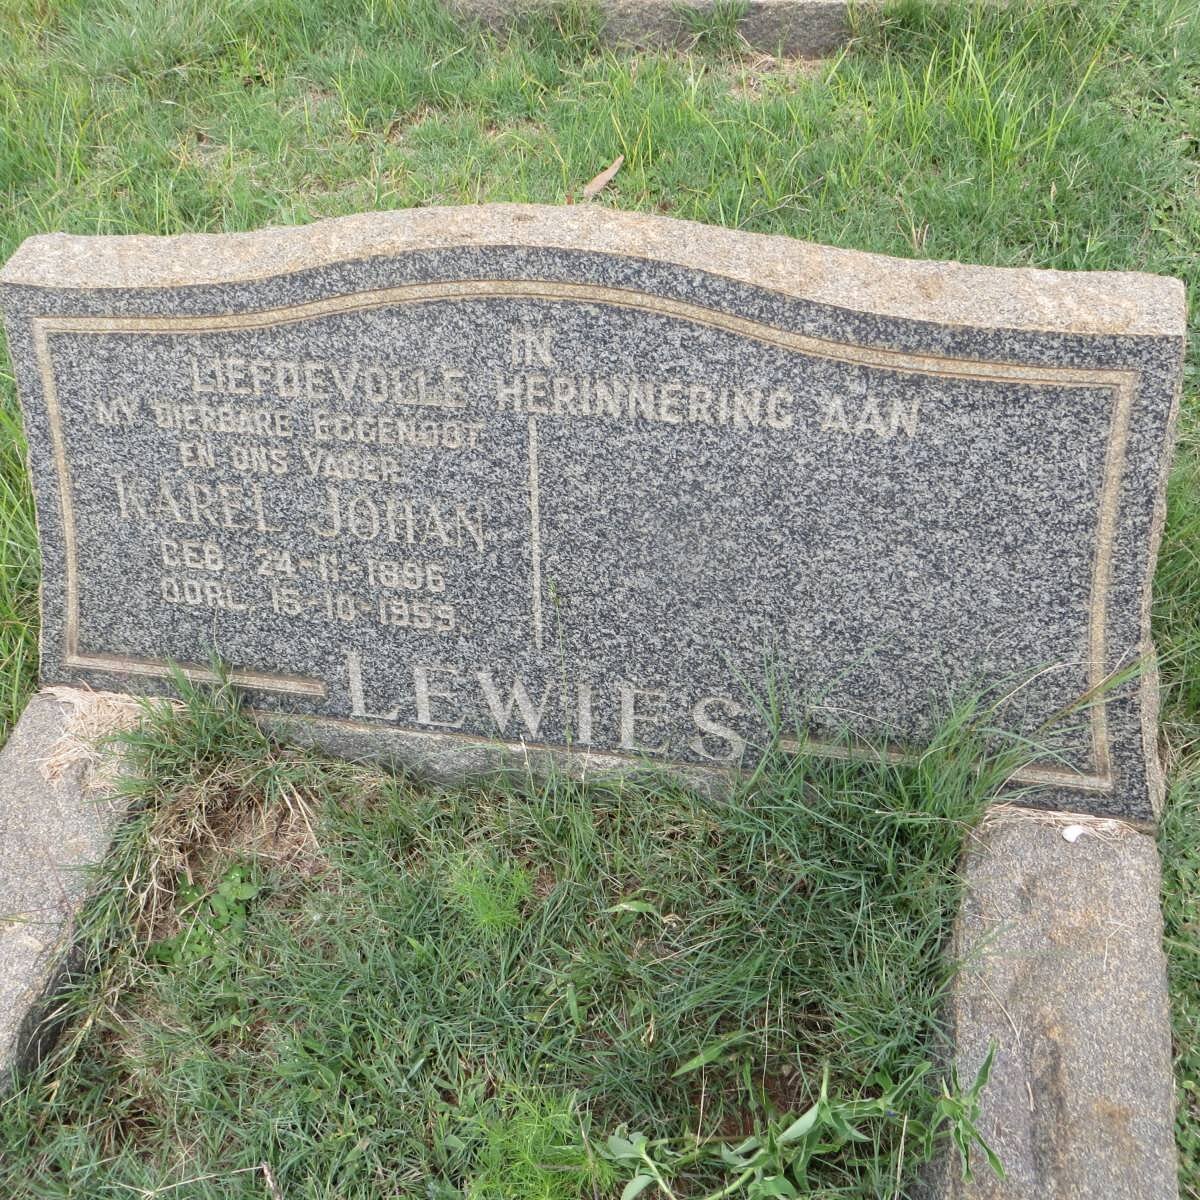 IN
LIEFDEVOLLE HERINNERING AAN
MY DIERBARE EGGENOOT
EN ONS VADER
KAREL JOHAN
GEB. 24-11-1896
OORL. 15-10-1955
LEWIES